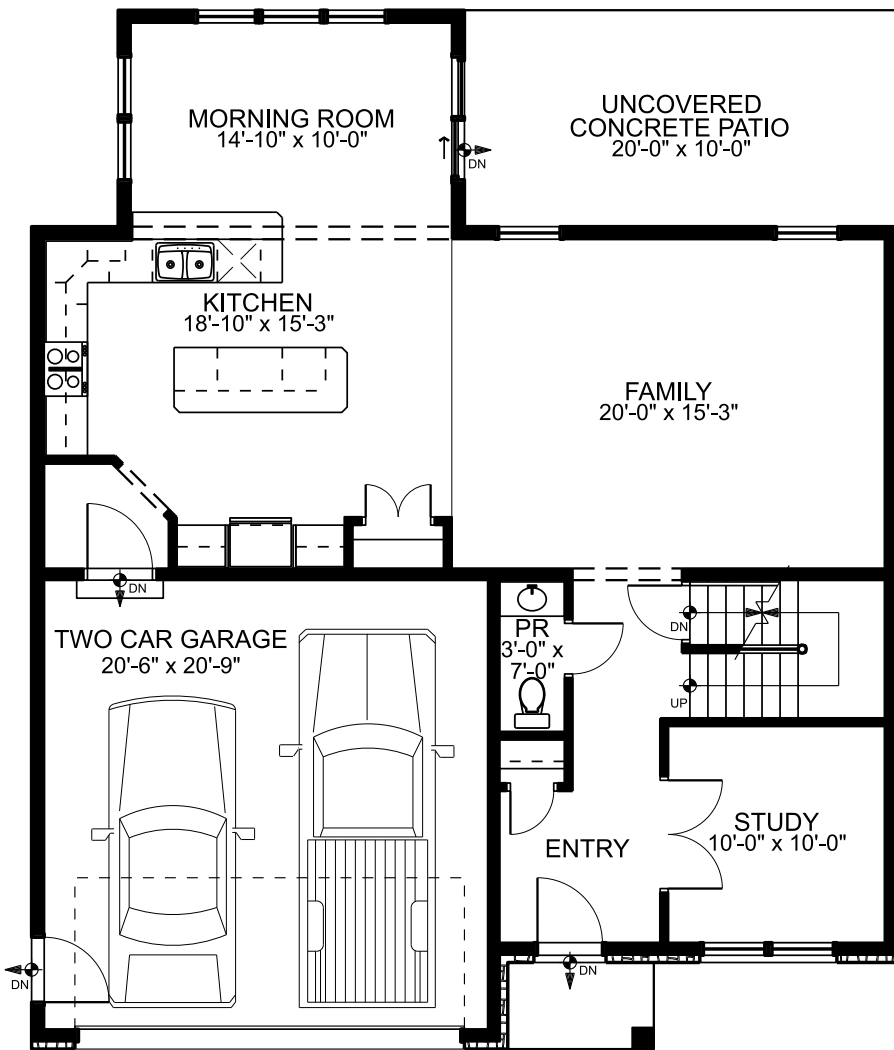 MORNING ROOM
14'-10" x 10'-0"
UNCOVERED
CONCRETE PATIO
20'-0" x 10'-0"
DN
KITCHEN
18'-10" x 15'-3"
FAMILY
20'-0" x 15'-3"
DN
TWO CAR GARAGE
20'-6" x 20'-9"
PR
3'-0" x
7'-0"
DN
UP
STUDY
10'-0" x 10'-0"
ENTRY
DN
DN